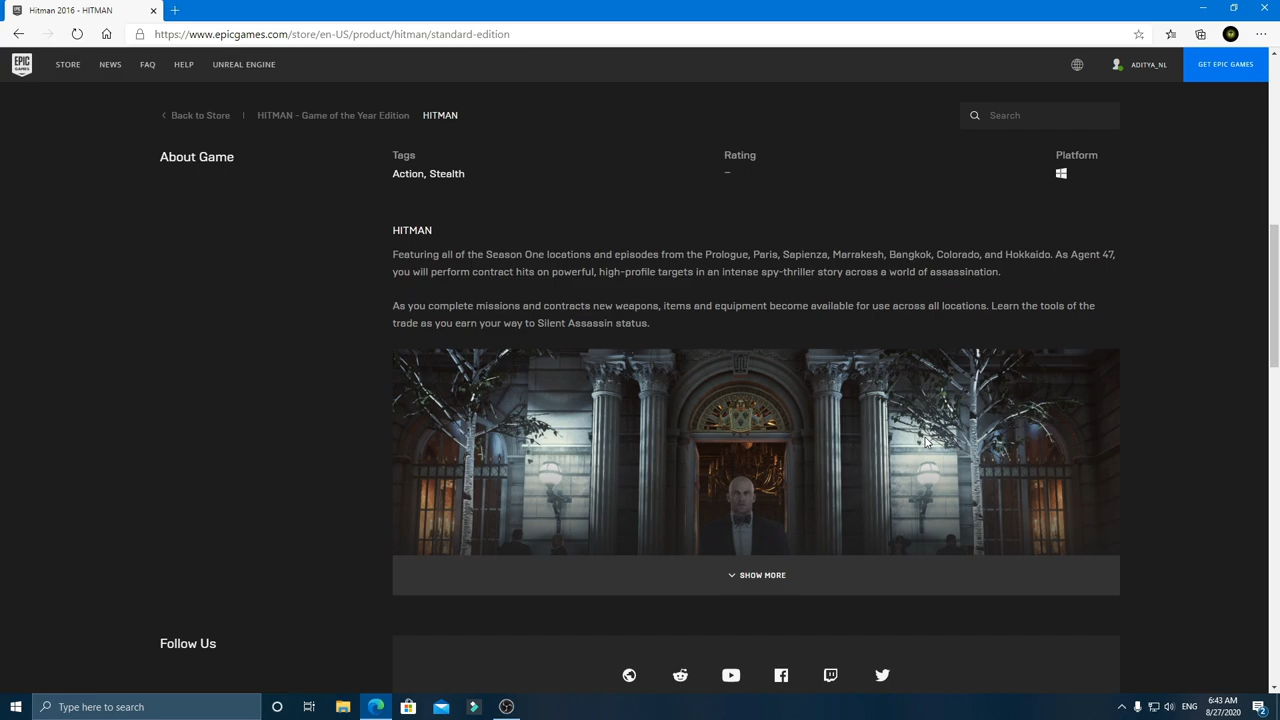 Hitman 2016 - HITMAN
https://www.epicgames.com/store/en-US/product/hitman/standard-edition
EPIC GAMES
STORE
NEWS
FAQ
HELP
UNREAL ENGINE
ADITYA_NL
GET EPIC GAMES
Back to Store
HITMAN - Game of the Year Edition
HITMAN
Search
About Game
Tags
Rating
Platform
Action, Stealth
–
HITMAN
Featuring all of the Season One locations and episodes from the Prologue, Paris, Sapienza, Marrakesh, Bangkok, Colorado, and Hokkaido. As Agent 47,
you will perform contract hits on powerful, high-profile targets in an intense spy-thriller story across a world of assassination.
As you complete missions and contracts new weapons, items and equipment become available for use across all locations. Learn the tools of the
trade as you earn your way to Silent Assassin status.
SHOW MORE
Follow Us
Type here to search
ENG
6:43 AM
8/27/2020
2